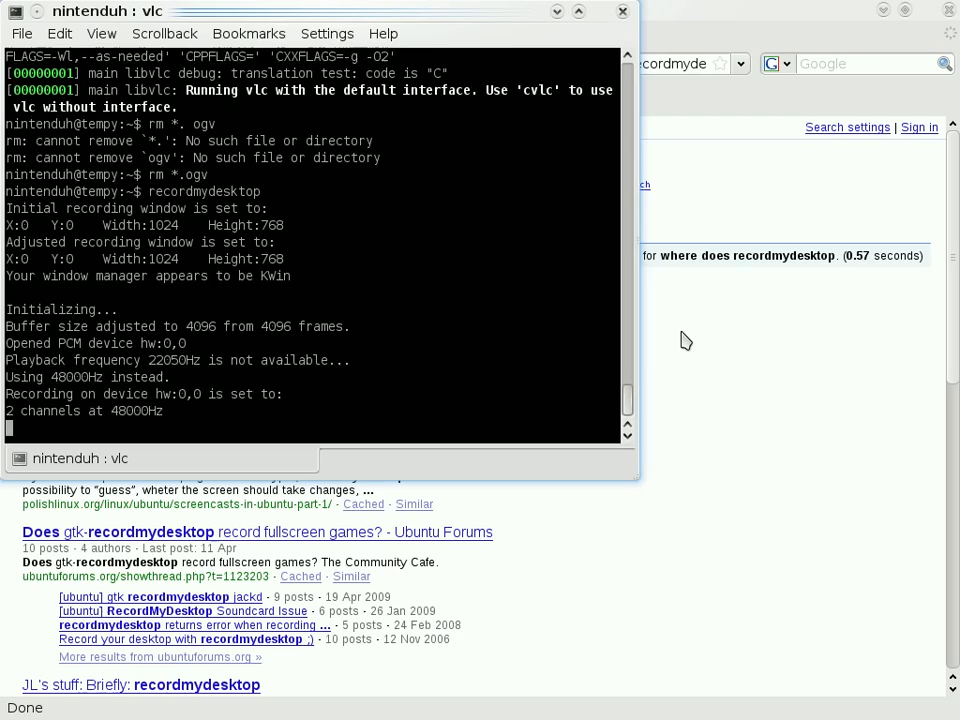 nintenduh : vlc
File Edit View Scrollback Bookmarks Settings Help
FLAGS=-Wl,--as-needed' 'CPPFLAGS=' 'CXXFLAGS=-g -O2'
[00000001] main libvlc debug: translation test: code is "C"
[00000001] main libvlc: Running vlc with the default interface. Use 'cvlc' to use
vlc without interface.
nintenduh@tempy:~$ rm *. ogv
rm: cannot remove `*.': No such file or directory
rm: cannot remove `ogv': No such file or directory
nintenduh@tempy:~$ rm *.ogv
nintenduh@tempy:~$ recordmydesktop
Initial recording window is set to:
X:0 Y:0 Width:1024 Height:768
Adjusted recording window is set to:
X:0 Y:0 Width:1024 Height:768
Your window manager appears to be KWin
Initializing...
Buffer size adjusted to 4096 from 4096 frames.
Opened PCM device hw:0,0
Playback frequency 22050Hz is not available...
Using 48000Hz instead.
Recording on device hw:0,0 is set to:
2 channels at 48000Hz
nintenduh : vlc
cordmyde
Google
Search settings | Sign in
ch
for where does recordmydesktop. (0.57 seconds)
possibility to "guess", wheter the screen should take changes, ...
polishlinux.org/linux/ubuntu/screencasts-in-ubuntu-part-1/ - Cached - Similar
Does gtk-recordmydesktop record fullscreen games? - Ubuntu Forums
10 posts - 4 authors - Last post: 11 Apr
Does gtk-recordmydesktop record fullscreen games? The Community Cafe.
ubuntuforums.org/showthread.php?t=1123203 - Cached - Similar
[ubuntu] gtk recordmydesktop jackd - 9 posts - 19 Apr 2009
[ubuntu] RecordMyDesktop Soundcard Issue - 6 posts - 26 Jan 2009
recordmydesktop returns error when recording ... - 5 posts - 24 Feb 2008
Record your desktop with recordmydesktop ;) - 10 posts - 12 Nov 2006
More results from ubuntuforums.org »
JL's stuff: Briefly: recordmydesktop
Done